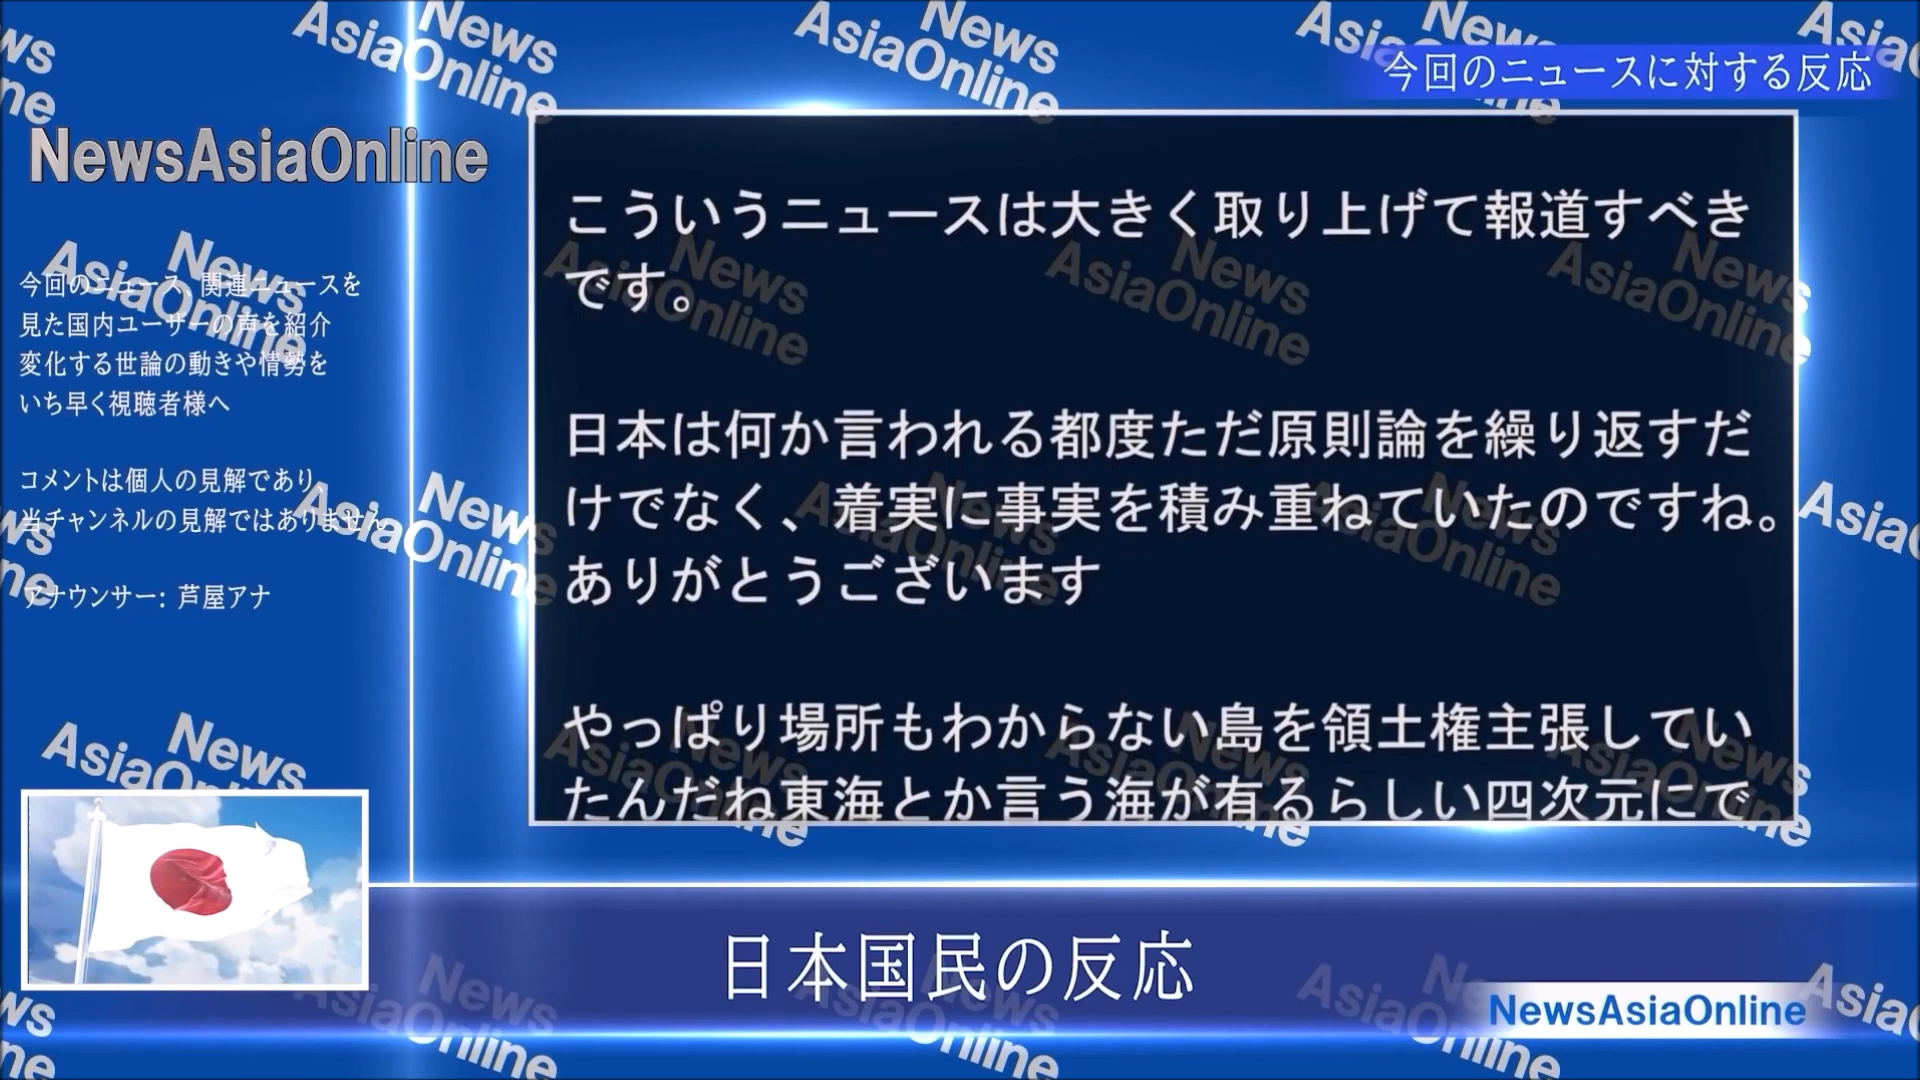 今回のニュースに対する反応
NewsAsiaOnline
今回のニュース、関連ニュースを
見た国内ユーザーの声を紹介
変化する世論の動きや情勢を
いち早く視聴者様へ
コメントは個人の見解であり、
当チャンネルの見解ではありません
アナウンサー: 芦屋アナ
こういうニュースは大きく取り上げて報道すべき
です。
日本は何か言われる都度ただ原則論を繰り返すだ
けでなく、着実に事実を積み重ねていたのですね。
ありがとうございます
やっぱり場所もわからない島を領土権主張してい
たんだね東海とか言う海が有るらしい四次元にで
日本国民の反応
NewsAsiaOnline
News
AsiaOnline